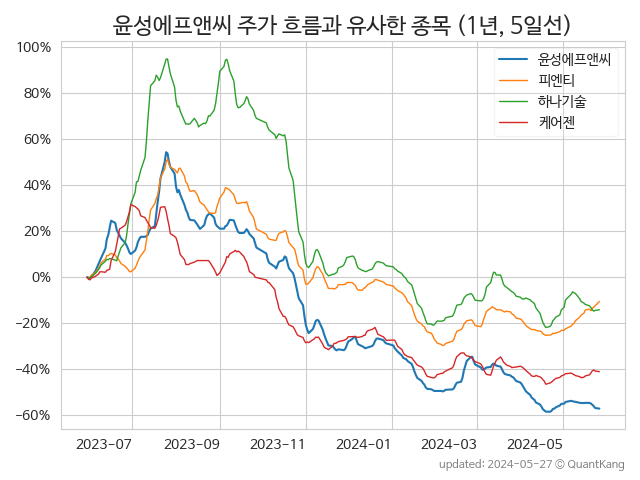 윤성에프앤씨 주가 흐름과 유사한 종목 (1년, 5일선)
100%
80%
60%
40%
20%
0%
−20%
−40%
−60%
윤성에프앤씨
피엔티
하나기술
케어젠
2023-07 2023-09 2023-11 2024-01 2024-03 2024-05
updated: 2024-05-27 © QuantKang